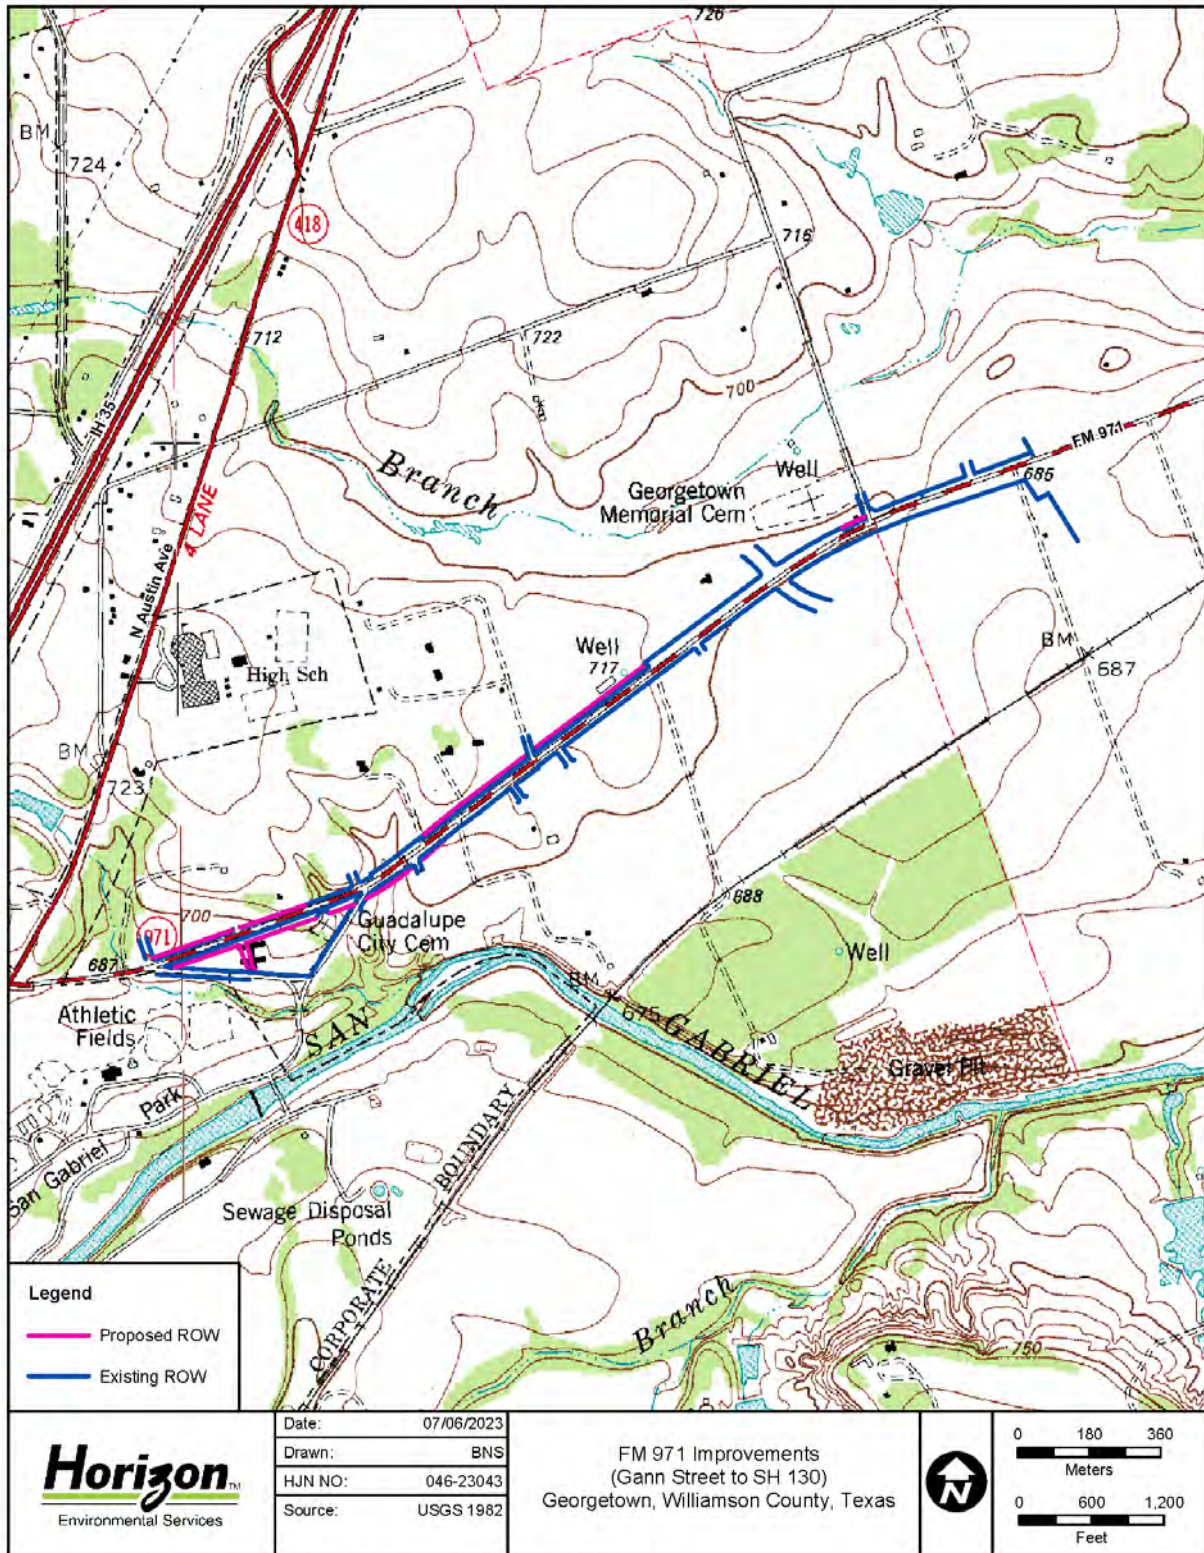 726
BM
724
418
716
712
722
IH 35
700
FM 971
Branch
Well
Georgetown
Memorial Cem
685
4 LANE
N Austin Ave
Well
717
High Sch
BM
687
BM
723
688
700
Guadalupe
City Cem
971
687
Well
BM
675
Athletic
Fields
SAN GABRIEL
Gravel Pit
Park
San Gabriel
BOUNDARY
Sewage Disposal
Ponds
CORPORATE
Branch
750
Legend
Proposed ROW
Existing ROW
Horizon TM
Environmental Services
Date: 07/06/2023
Drawn: BNS
HJN NO: 046-23043
Source: USGS 1982
FM 971 Improvements
(Gann Street to SH 130)
Georgetown, Williamson County, Texas
N
0 180 360
Meters
0 600 1,200
Feet